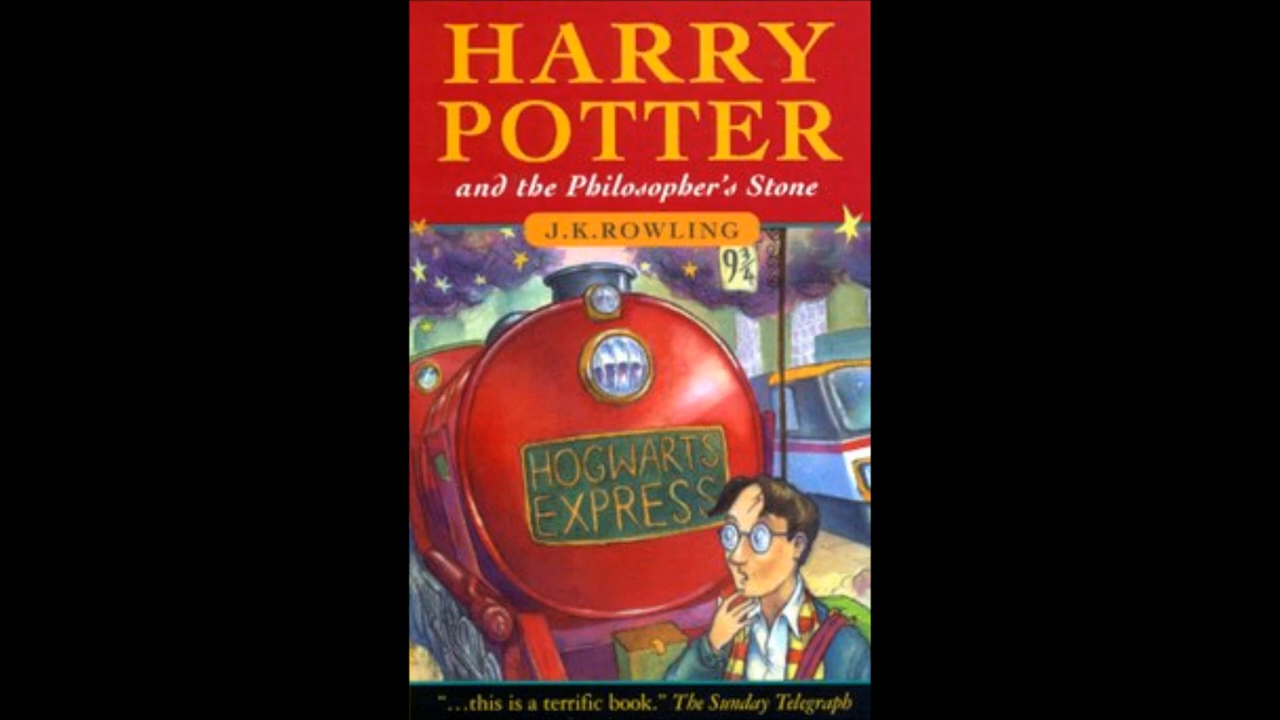 HARRY
POTTER
and the Philosopher's Stone
J.K.ROWLING
9¾
HOGWARTS
EXPRESS
"...this is a terrific book." The Sunday Telegraph